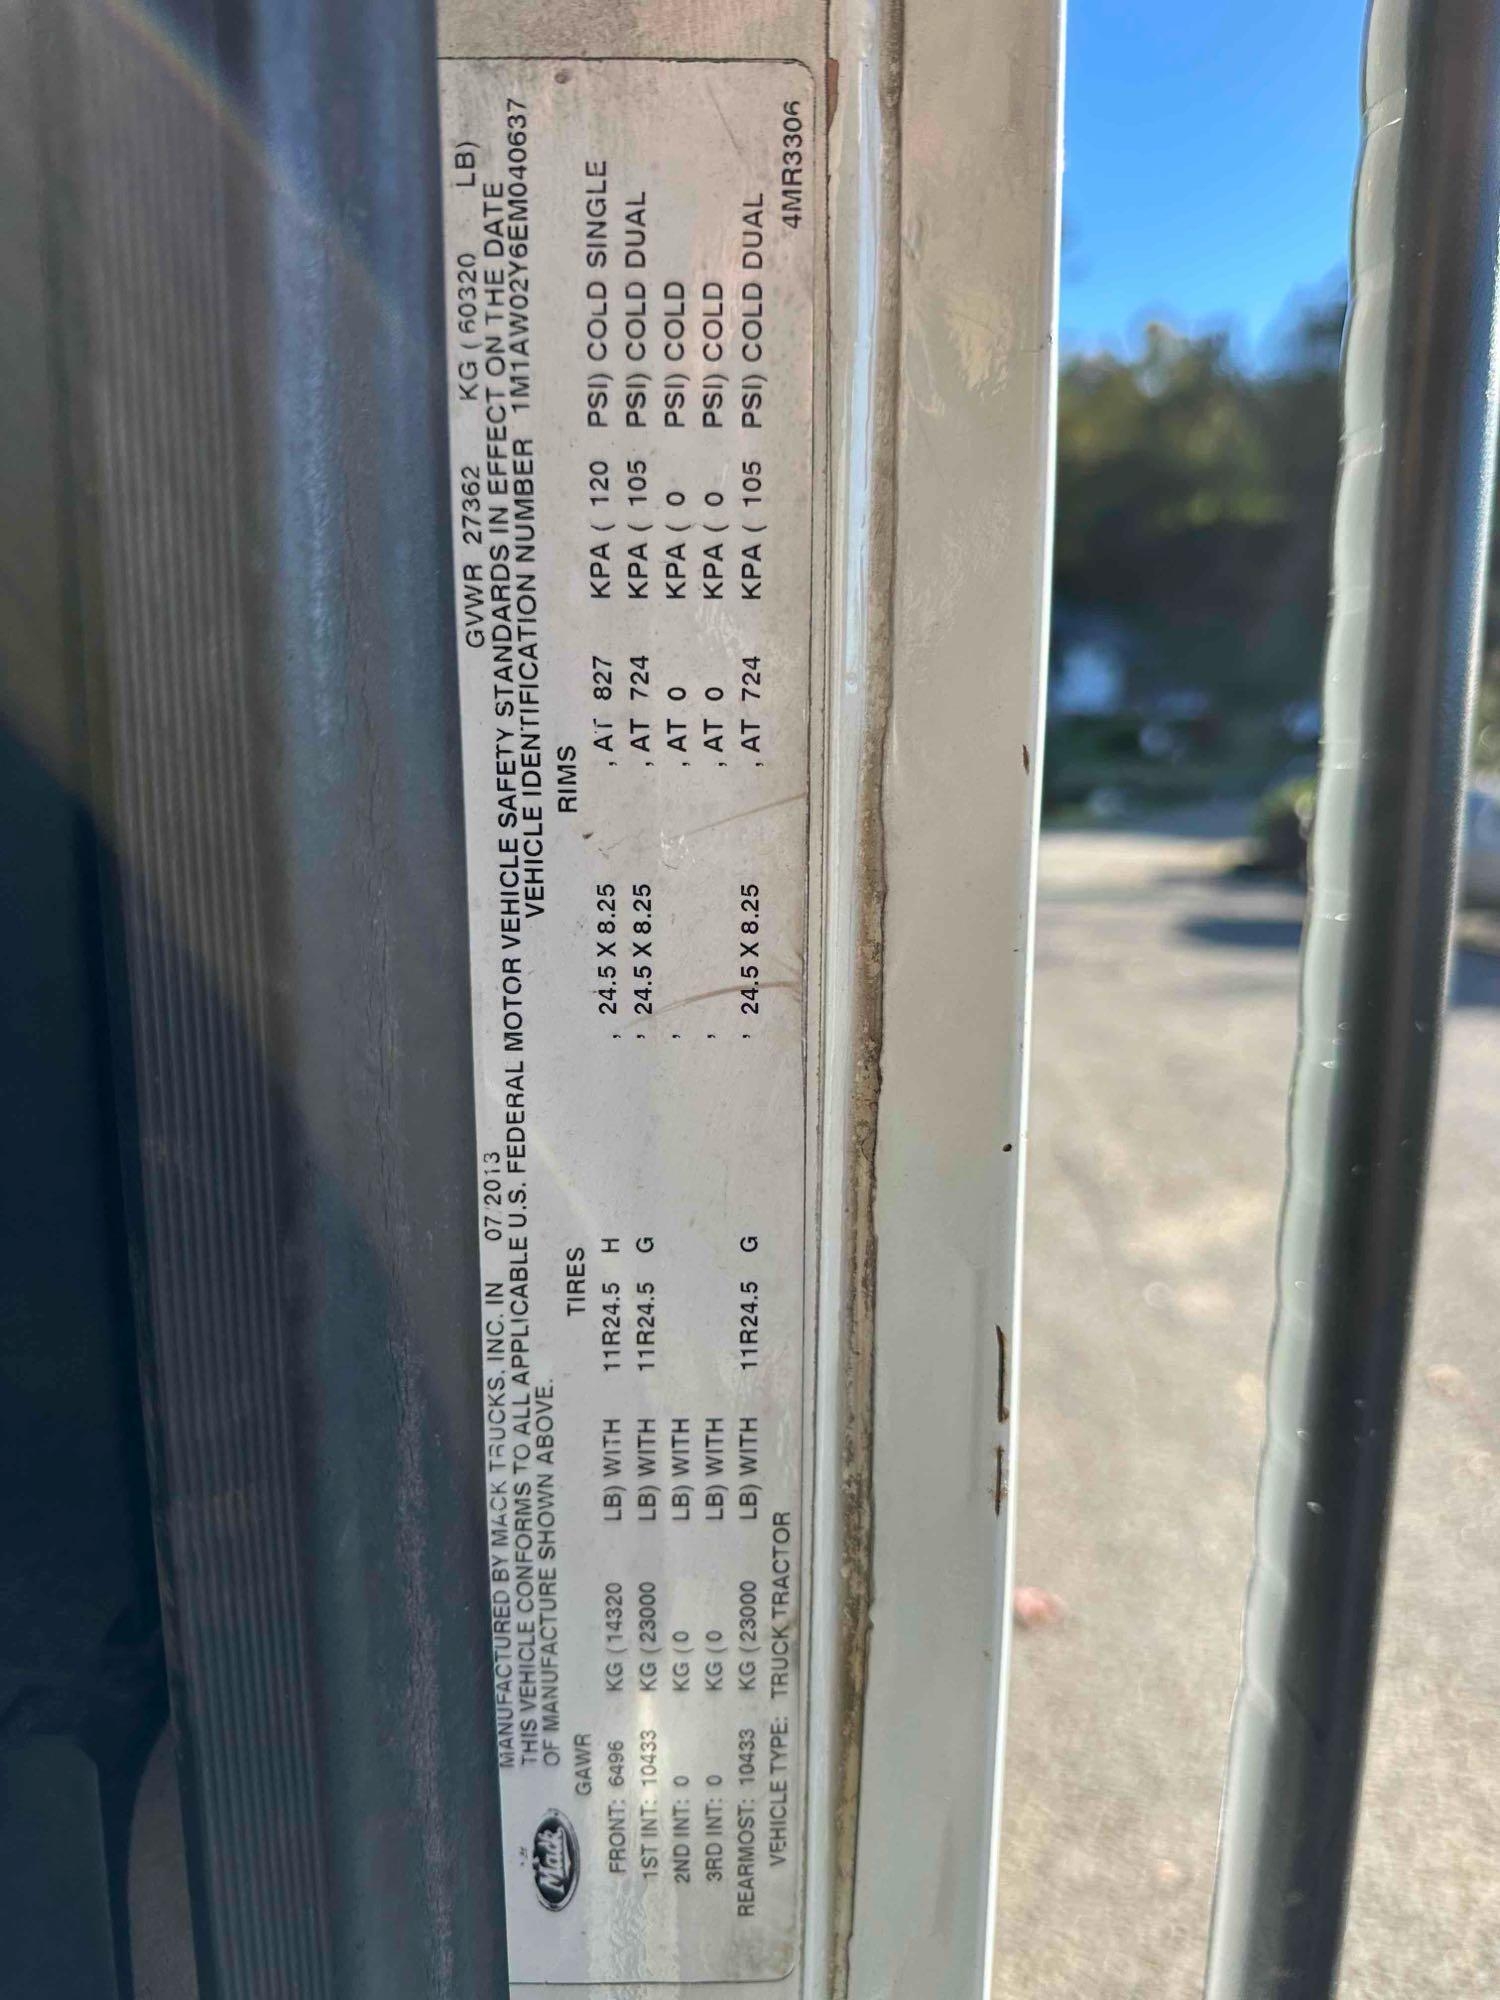 Mack
MANUFACTURED BY MACK TRUCKS, INC. IN 07 2013 GVWR 27362 KG ( 60320 LB)
THIS VEHICLE CONFORMS TO ALL APPLICABLE U.S. FEDERAL MOTOR VEHICLE SAFETY STANDARDS IN EFFECT ON THE DATE
OF MANUFACTURE SHOWN ABOVE. VEHICLE IDENTIFICATION NUMBER 1M1AW02Y6EM040637
GAWR TIRES RIMS
FRONT: 6496 KG ( 14320 LB) WITH 11R24.5 H , 24.5 X 8.25 , AT 827 KPA ( 120 PSI) COLD SINGLE
1ST INT: 10433 KG ( 23000 LB) WITH 11R24.5 G , 24.5 X 8.25 , AT 724 KPA ( 105 PSI) COLD DUAL
2ND INT: 0 KG ( 0 LB) WITH , , AT 0 KPA ( 0 PSI) COLD
3RD INT: 0 KG ( 0 LB) WITH , , AT 0 KPA ( 0 PSI) COLD
REARMOST: 10433 KG ( 23000 LB) WITH 11R24.5 G , 24.5 X 8.25 , AT 724 KPA ( 105 PSI) COLD DUAL
VEHICLE TYPE: TRUCK TRACTOR 4MR3306